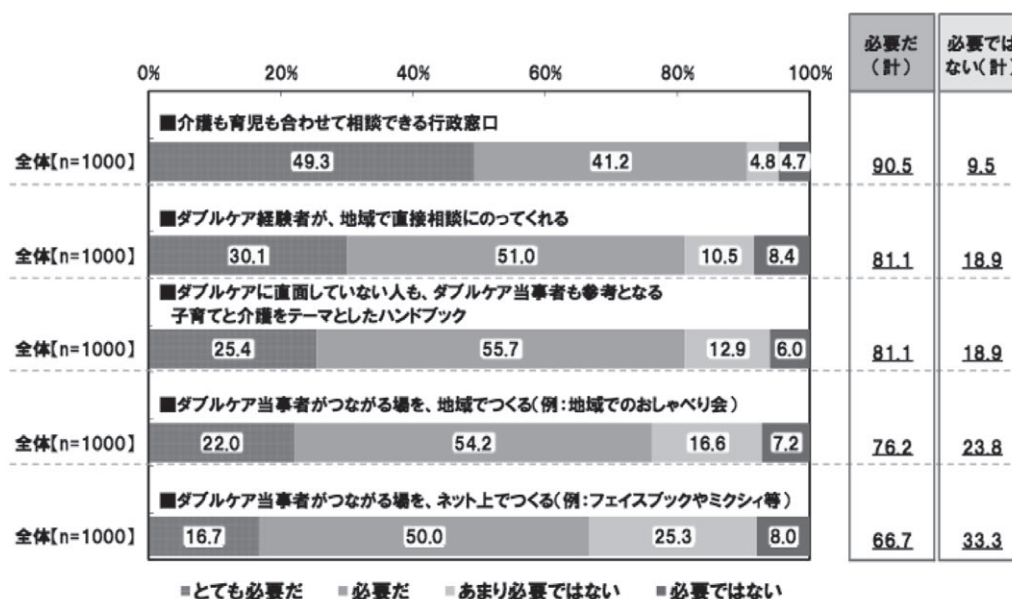 必要だ
（計）
必要では
ない（計）
0% 20% 40% 60% 80% 100%
■介護も育児も合わせて相談できる行政窓口
全体【n=1000】 49.3 41.2 4.8 4.7 90.5 9.5
■ダブルケア経験者が、地域で直接相談にのってくれる
全体【n=1000】 30.1 51.0 10.5 8.4 81.1 18.9
■ダブルケアに直面していない人も、ダブルケア当事者も参考となる
子育てと介護をテーマとしたハンドブック
全体【n=1000】 25.4 55.7 12.9 6.0 81.1 18.9
■ダブルケア当事者がつながる場を、地域でつくる（例：地域でのおしゃべり会）
全体【n=1000】 22.0 54.2 16.6 7.2 76.2 23.8
■ダブルケア当事者がつながる場を、ネット上でつくる（例：フェイスブックやミクシィ等）
全体【n=1000】 16.7 50.0 25.3 8.0 66.7 33.3
■とても必要だ ■必要だ ■あまり必要ではない ■必要ではない